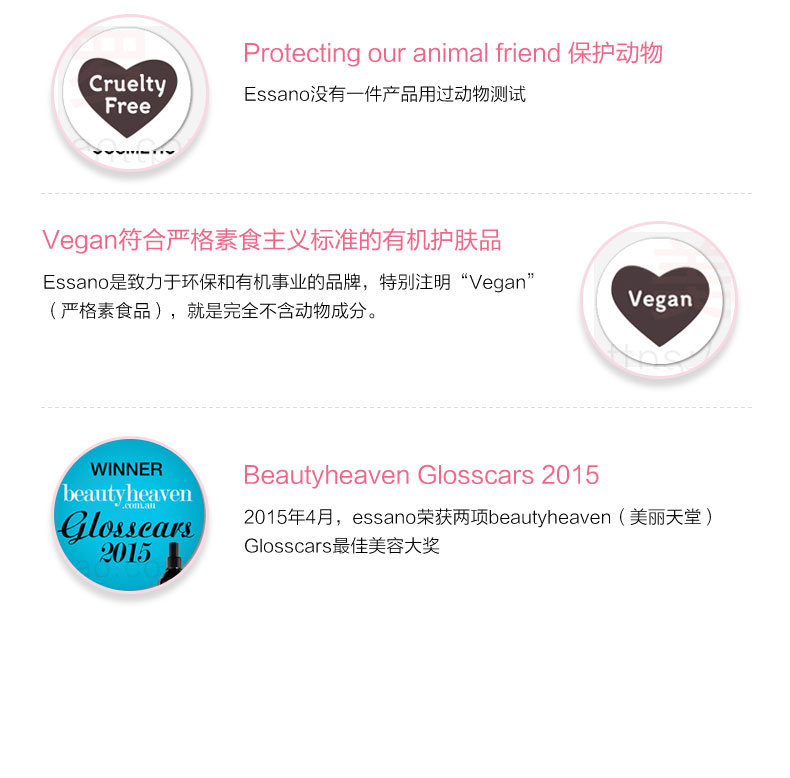 Cruelty
Free
Protecting our animal friend 保护动物
Essano没有一件产品用过动物测试
Vegan符合严格素食主义标准的有机护肤品
Essano是致力于环保和有机事业的品牌，特别注明“Vegan”
（严格素食品），就是完全不含动物成分。
Vegan
WINNER
beautyheaven
.com.au
Glosscars
2015
Beautyheaven Glosscars 2015
2015年4月，essano荣获两项beautyheaven（美丽天堂）
Glosscars最佳美容大奖